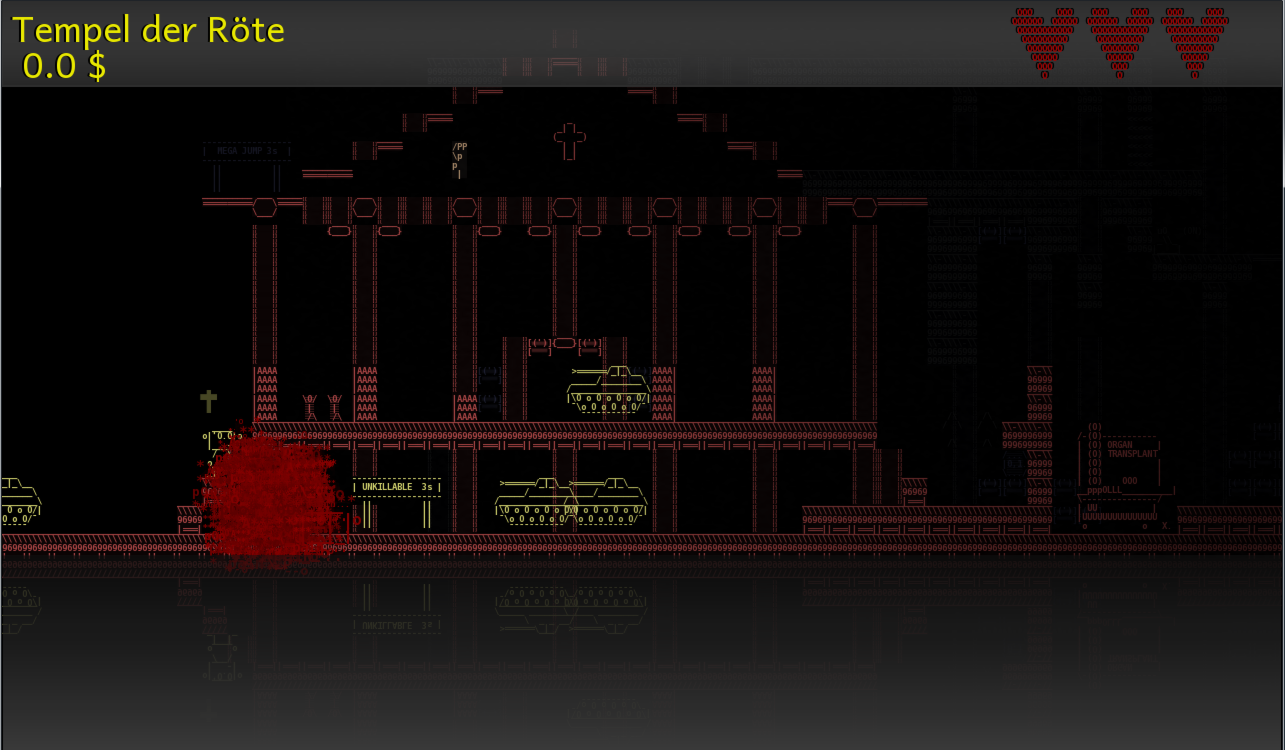 Tempel der Röte
0.0 $
MEGA JUMP 3s
UNKILLABLE 3s
ORGAN
TRANSPLANT